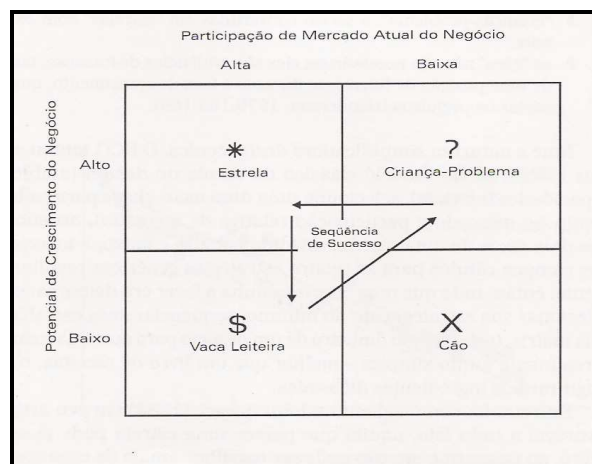 Participação de Mercado Atual do Negócio
Alta
Baixa
Potencial de Crescimento do Negócio
Alto
Estrela
?
Criança-Problema
Seqüência
de Sucesso
Baixo
$
Vaca Leiteira
X
Cão